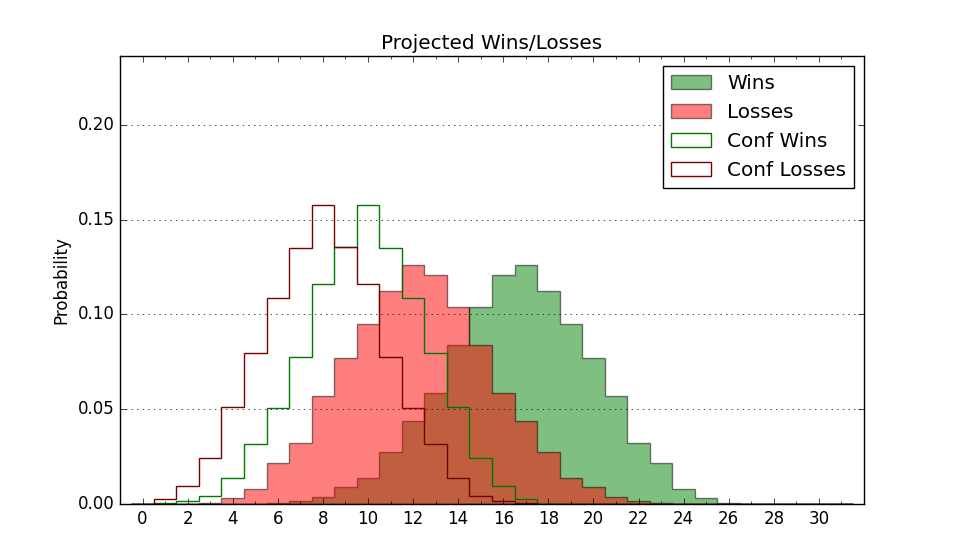 Projected Wins/Losses
Wins
Losses
Conf Wins
Conf Losses
Probability
0.20
0.15
0.10
0.05
0.00
0 2 4 6 8 10 12 14 16 18 20 22 24 26 28 30